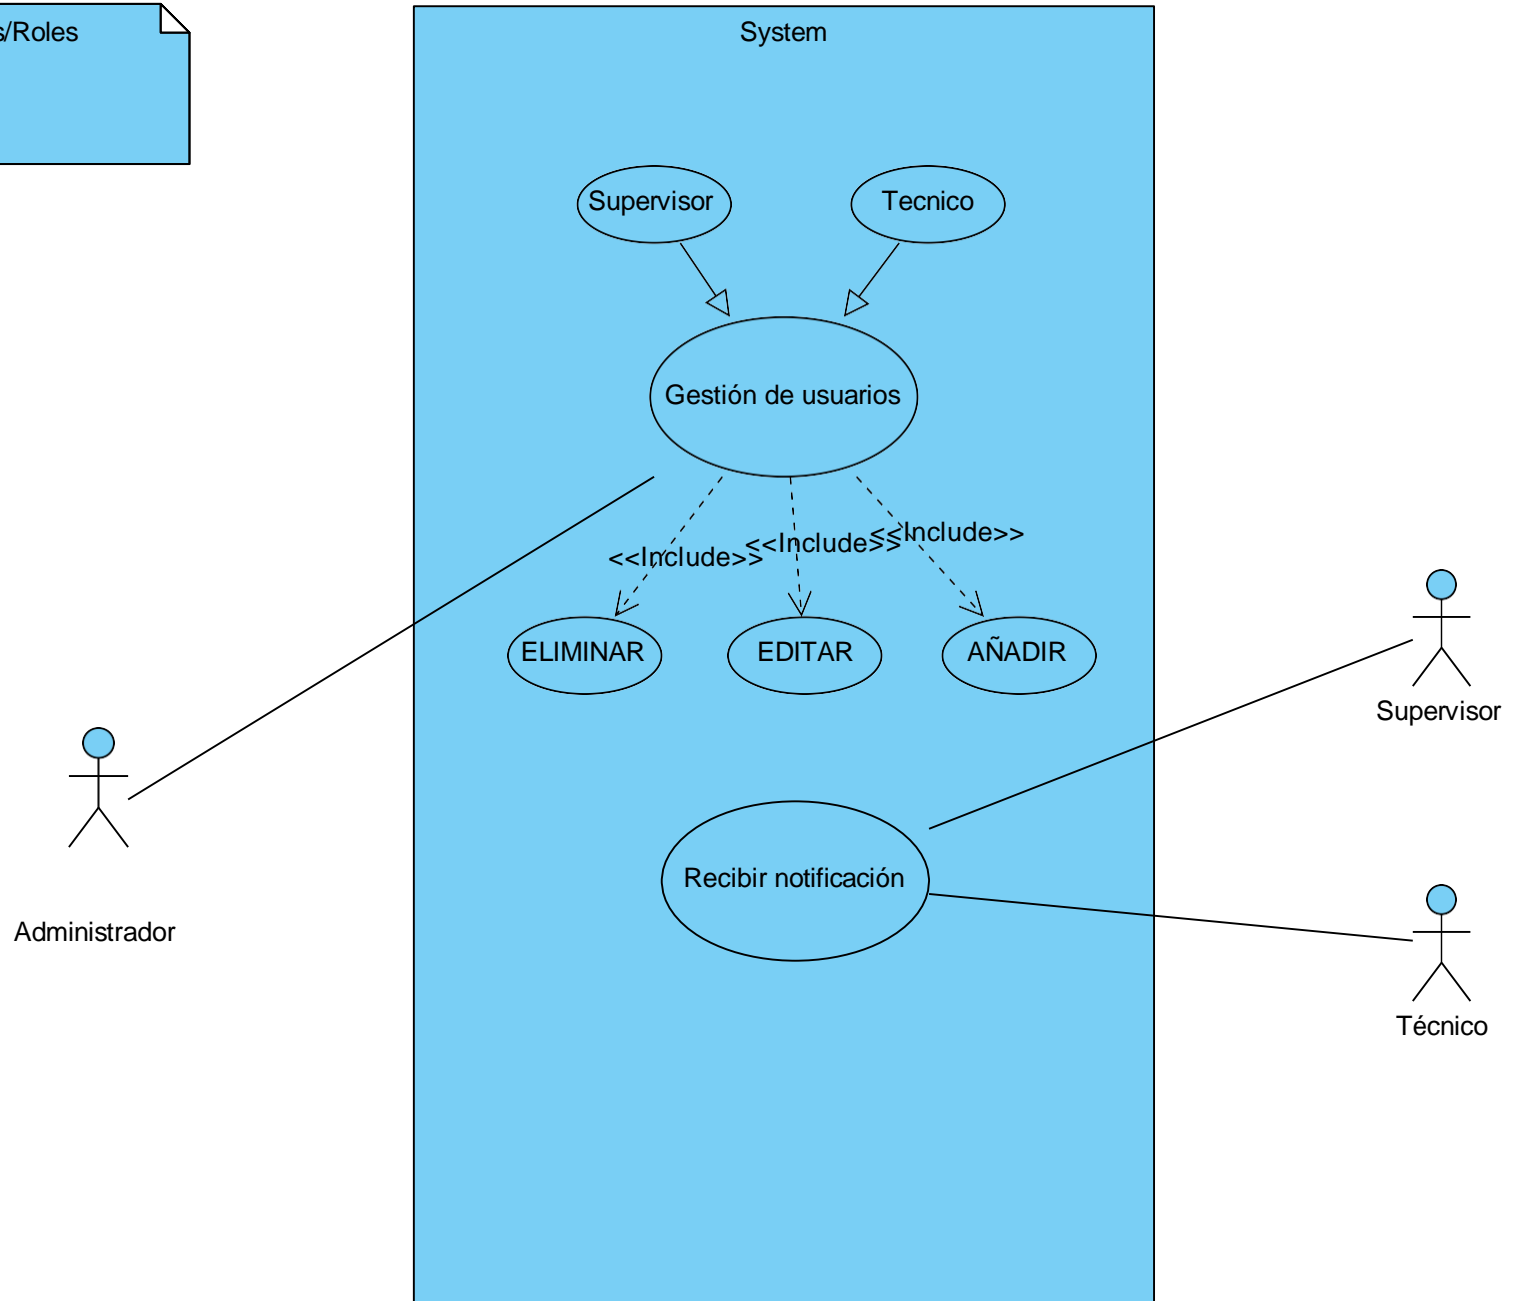 s/Roles
System
Supervisor
Tecnico
Gestión de usuarios
<<Include>>
<<Include>>
<<Include>>
ELIMINAR
EDITAR
AÑADIR
Supervisor
Recibir notificación
Administrador
Técnico